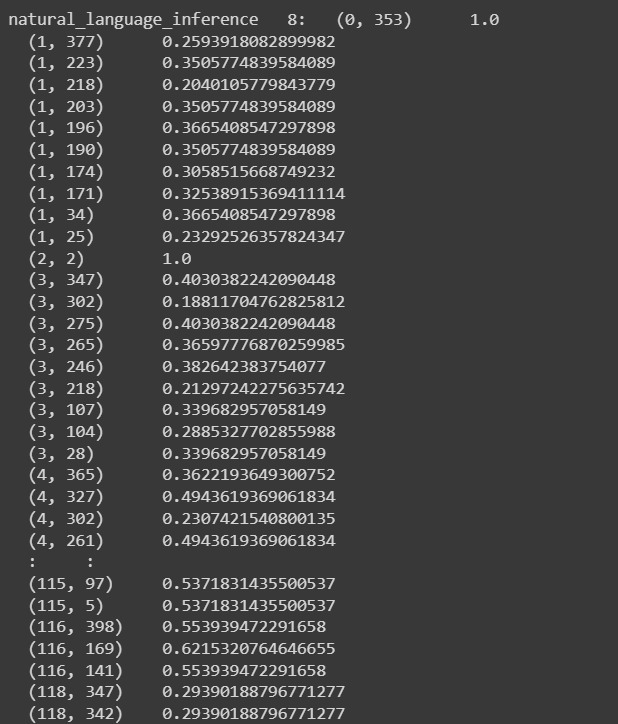 natural_language_inference 8: (0, 353) 1.0
(1, 377) 0.2593918082899982
(1, 223) 0.3505774839584089
(1, 218) 0.2040105779843779
(1, 203) 0.3505774839584089
(1, 196) 0.3665408547297898
(1, 190) 0.3505774839584089
(1, 174) 0.3058515668749232
(1, 171) 0.32538915369411114
(1, 34) 0.3665408547297898
(1, 25) 0.23292526357824347
(2, 2) 1.0
(3, 347) 0.4030382242090448
(3, 302) 0.18811704762825812
(3, 275) 0.4030382242090448
(3, 265) 0.36597776870259985
(3, 246) 0.382642383754077
(3, 218) 0.21297242275635742
(3, 107) 0.339682957058149
(3, 104) 0.2885327702855988
(3, 28) 0.339682957058149
(4, 365) 0.3622193649300752
(4, 327) 0.4943619369061834
(4, 302) 0.2307421540800135
(4, 261) 0.4943619369061834
: :
(115, 97) 0.5371831435500537
(115, 5) 0.5371831435500537
(116, 398) 0.553939472291658
(116, 169) 0.6215320764646655
(116, 141) 0.553939472291658
(118, 347) 0.29390188796771277
(118, 342) 0.29390188796771277